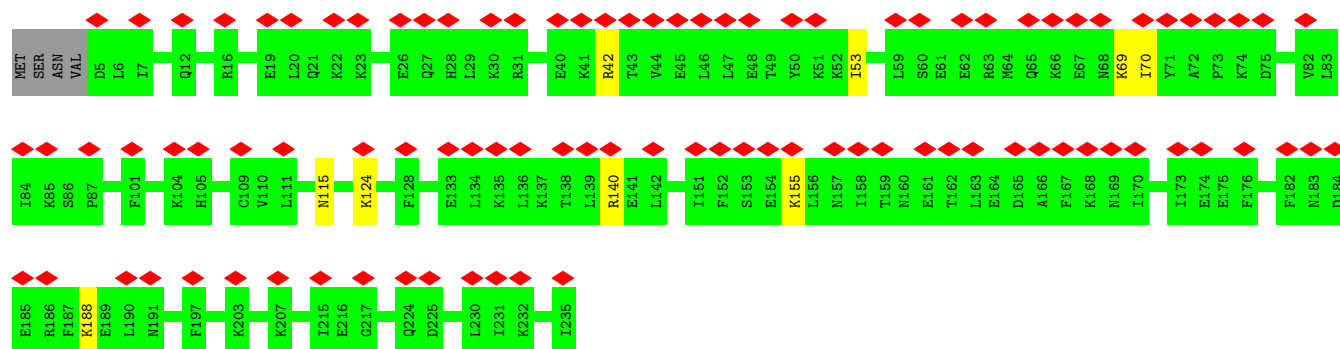 MET SER ASN VAL D5 L6 I7 Q12 R16 E19 L20 Q21 K22 K23 E26 Q27 H28 L29 K30 R31 E40 K41 R42 T43 V44 E45 L46 L47 E48 T49 Y50 K51 K52 I53 L59 S60 E61 E62 R63 M64 Q65 K66 E67 N68 K69 I70 Y71 A72 P73 K74 D75 V82 L83
I84 K85 S86 P87 F101 K104 H105 C109 V110 L111 N115 K124 F128 E133 L134 K135 L136 K137 T138 L139 R140 E141 L142 I151 F152 S153 E154 K155 L156 N157 I158 T159 N160 E161 T162 L163 E164 D165 A166 F167 K168 N169 I170 I173 E174 E175 F176 F182 N183 D184
E185 R186 F187 K188 E189 L190 N191 F197 K203 K207 I215 E216 G217 Q224 D225 L230 I231 K232 I235